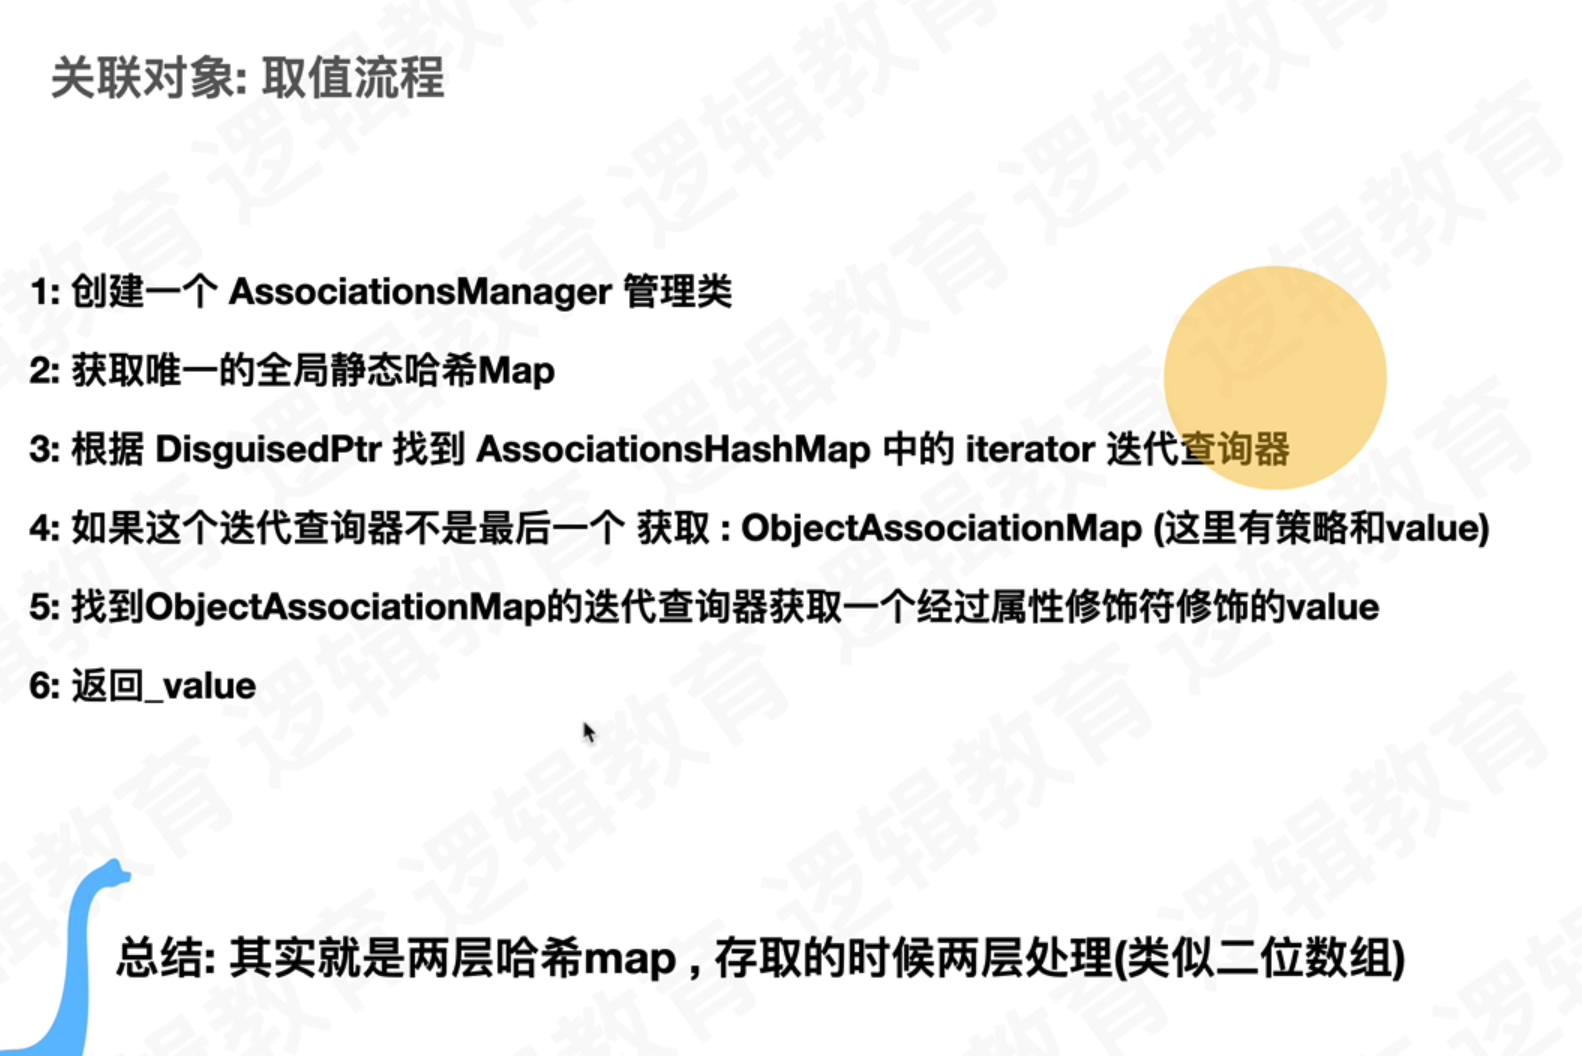 关联对象: 取值流程
1: 创建一个 AssociationsManager 管理类
2: 获取唯一的全局静态哈希Map
3: 根据 DisguisedPtr 找到 AssociationsHashMap 中的 iterator 迭代查询器
4: 如果这个迭代查询器不是最后一个 获取 : ObjectAssociationMap (这里有策略和value)
5: 找到ObjectAssociationMap的迭代查询器获取一个经过属性修饰符修饰的value
6: 返回_value
总结: 其实就是两层哈希map , 存取的时候两层处理(类似二位数组)
逻辑教育